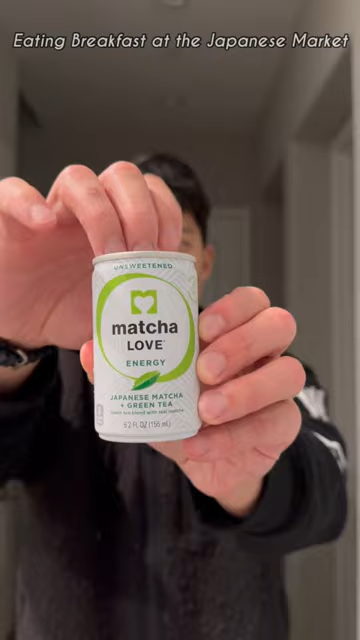 Eating Breakfast at the Japanese Market
UNSWEETENED
matcha
LOVE
ENERGY
JAPANESE MATCHA
+ GREEN TEA
5.2 FL OZ (155 mL)